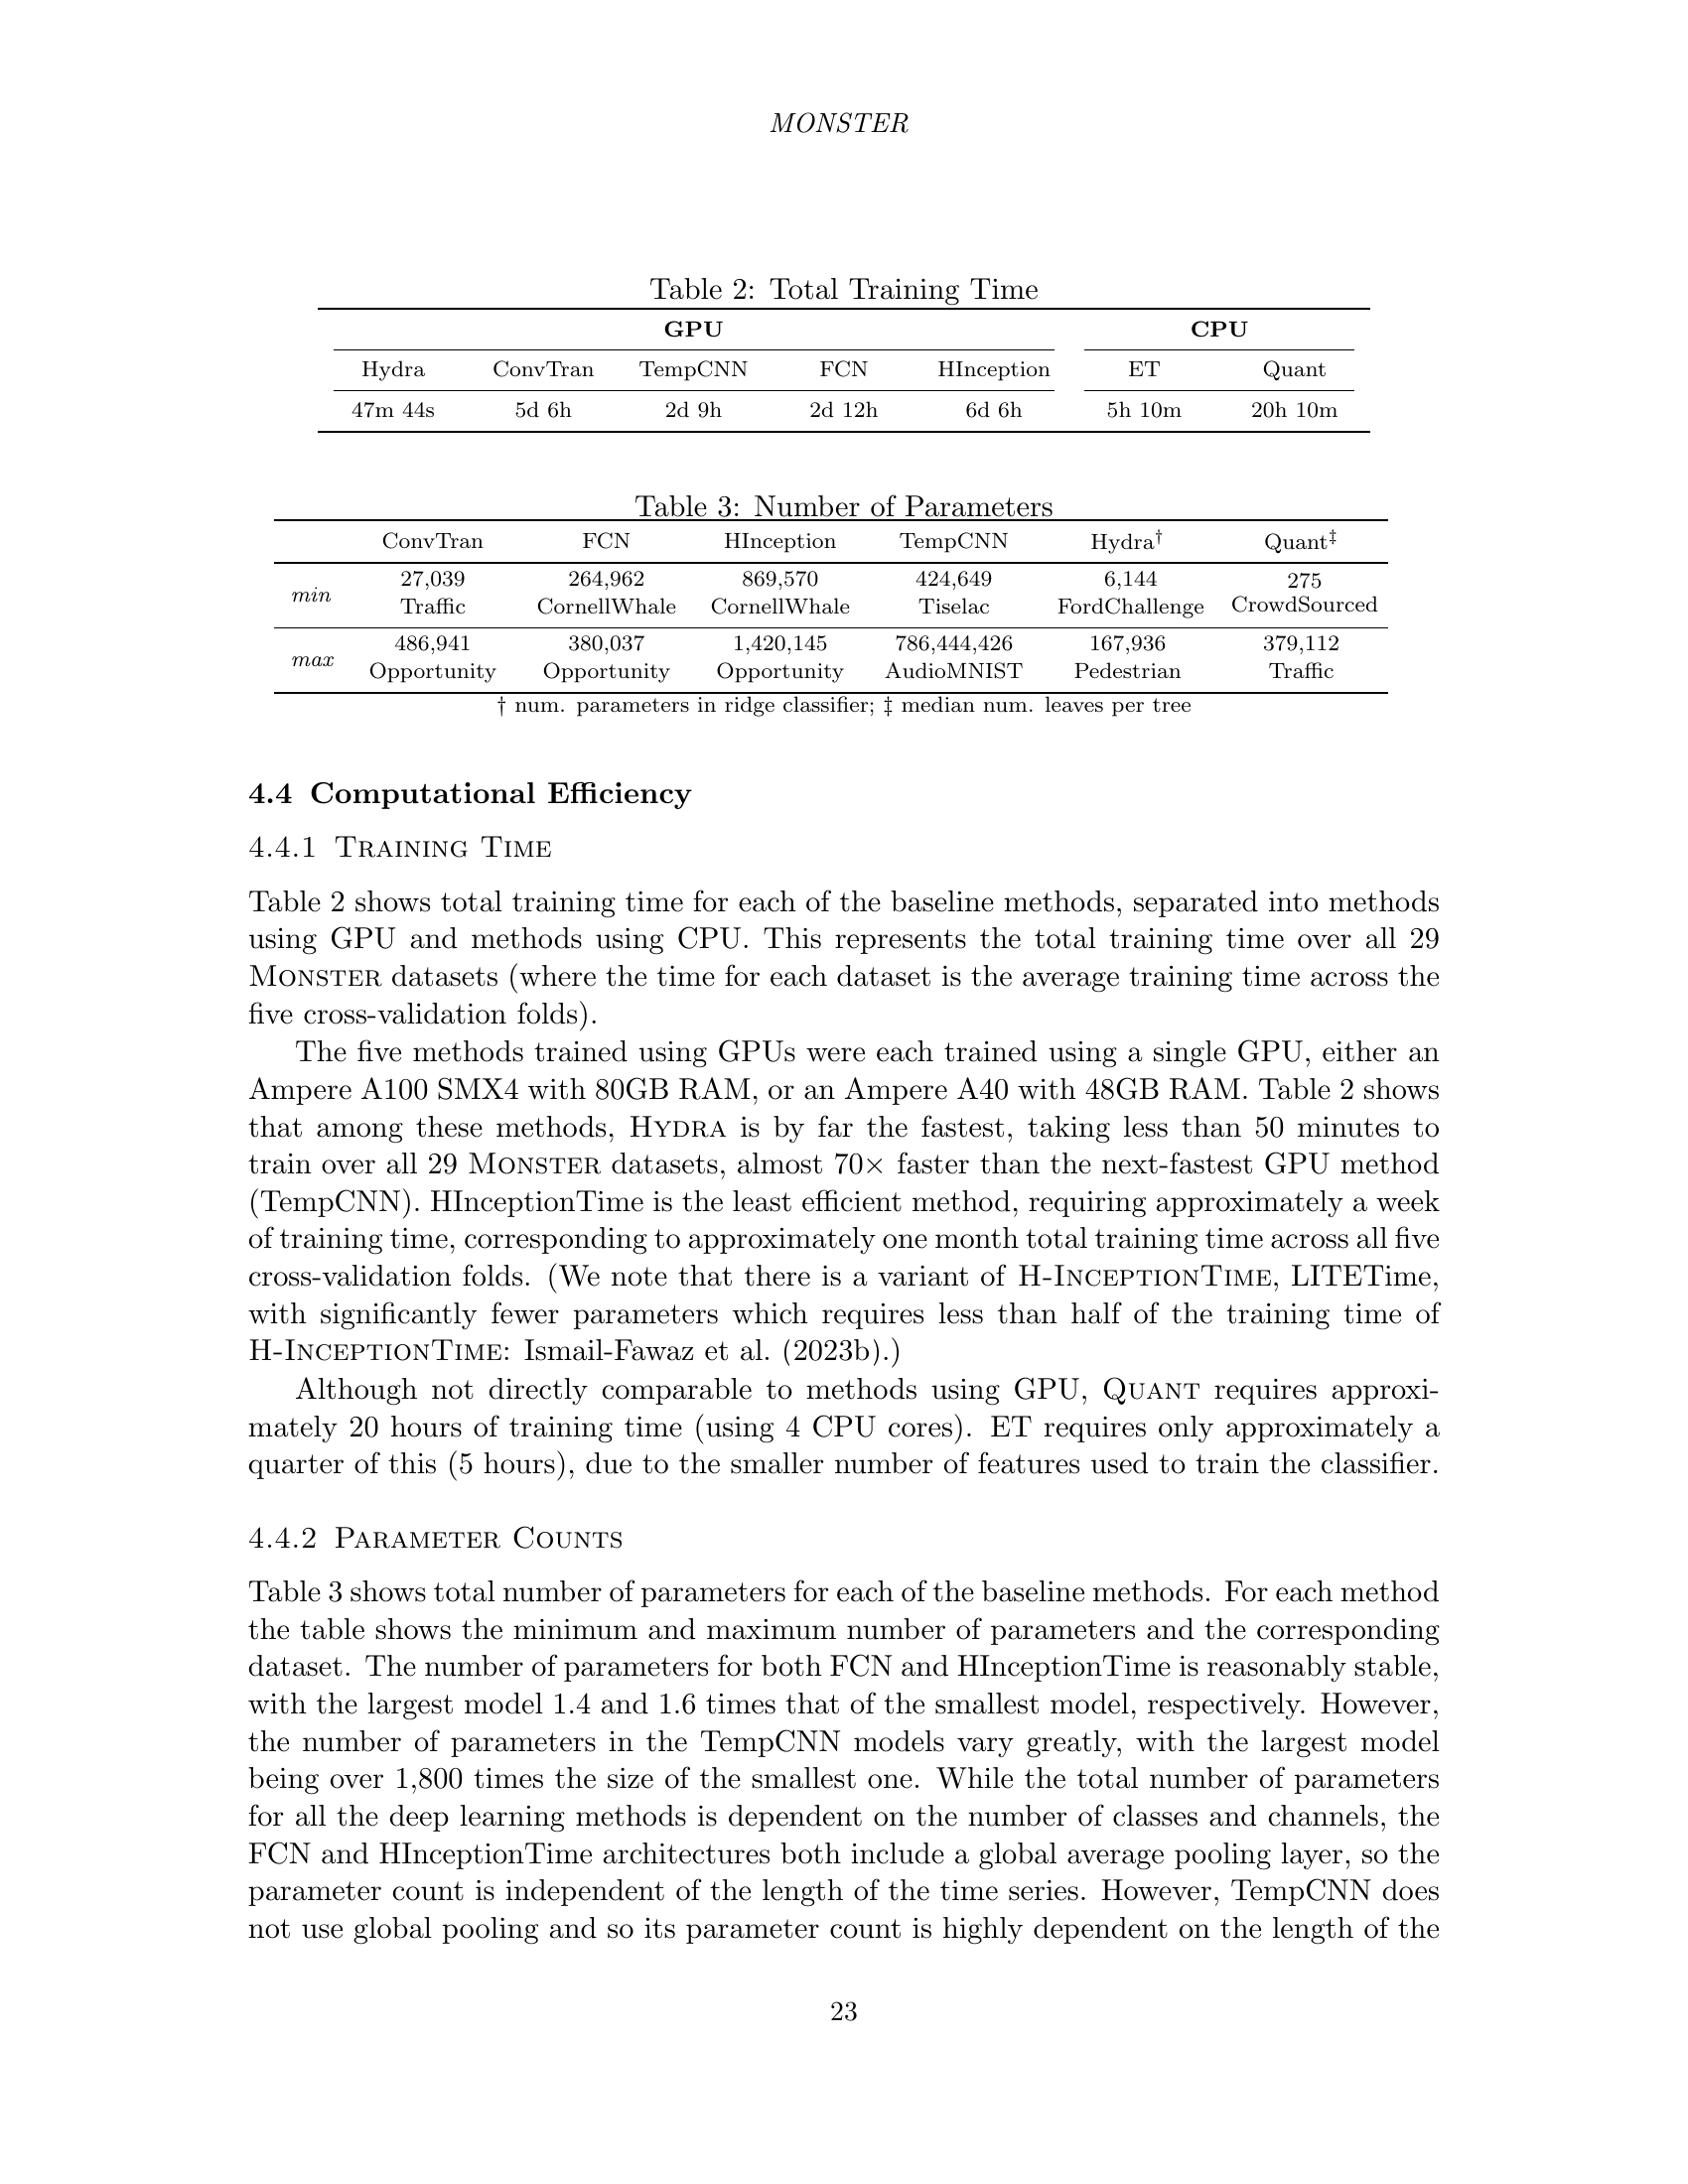 MONSTER
Table 2: Total Training Time
GPU CPU
Hydra ConvTran TempCNN FCN HInception ET Quant
47m 44s 5d 6h 2d 9h 2d 12h 6d 6h 5h 10m 20h 10m
Table 3: Number of Parameters
ConvTran FCN HInception TempCNN Hydra† Quant‡
min 27,039 264,962 869,570 424,649 6,144 275
Traffic CornellWhale CornellWhale Tiselac FordChallenge CrowdSourced
max 486,941 380,037 1,420,145 786,444,426 167,936 379,112
Opportunity Opportunity Opportunity AudioMNIST Pedestrian Traffic
† num. parameters in ridge classifier; ‡ median num. leaves per tree
4.4 Computational Efficiency
4.4.1 Training Time
Table 2 shows total training time for each of the baseline methods, separated into methods
using GPU and methods using CPU. This represents the total training time over all 29
Monster datasets (where the time for each dataset is the average training time across the
five cross-validation folds).
The five methods trained using GPUs were each trained using a single GPU, either an
Ampere A100 SMX4 with 80GB RAM, or an Ampere A40 with 48GB RAM. Table 2 shows
that among these methods, Hydra is by far the fastest, taking less than 50 minutes to
train over all 29 Monster datasets, almost 70× faster than the next-fastest GPU method
(TempCNN). HInceptionTime is the least efficient method, requiring approximately a week
of training time, corresponding to approximately one month total training time across all five
cross-validation folds. (We note that there is a variant of H-InceptionTime, LITETime,
with significantly fewer parameters which requires less than half of the training time of
H-InceptionTime: Ismail-Fawaz et al. (2023b).)
Although not directly comparable to methods using GPU, Quant requires approxi-
mately 20 hours of training time (using 4 CPU cores). ET requires only approximately a
quarter of this (5 hours), due to the smaller number of features used to train the classifier.
4.4.2 Parameter Counts
Table 3 shows total number of parameters for each of the baseline methods. For each method
the table shows the minimum and maximum number of parameters and the corresponding
dataset. The number of parameters for both FCN and HInceptionTime is reasonably stable,
with the largest model 1.4 and 1.6 times that of the smallest model, respectively. However,
the number of parameters in the TempCNN models vary greatly, with the largest model
being over 1,800 times the size of the smallest one. While the total number of parameters
for all the deep learning methods is dependent on the number of classes and channels, the
FCN and HInceptionTime architectures both include a global average pooling layer, so the
parameter count is independent of the length of the time series. However, TempCNN does
not use global pooling and so its parameter count is highly dependent on the length of the
23